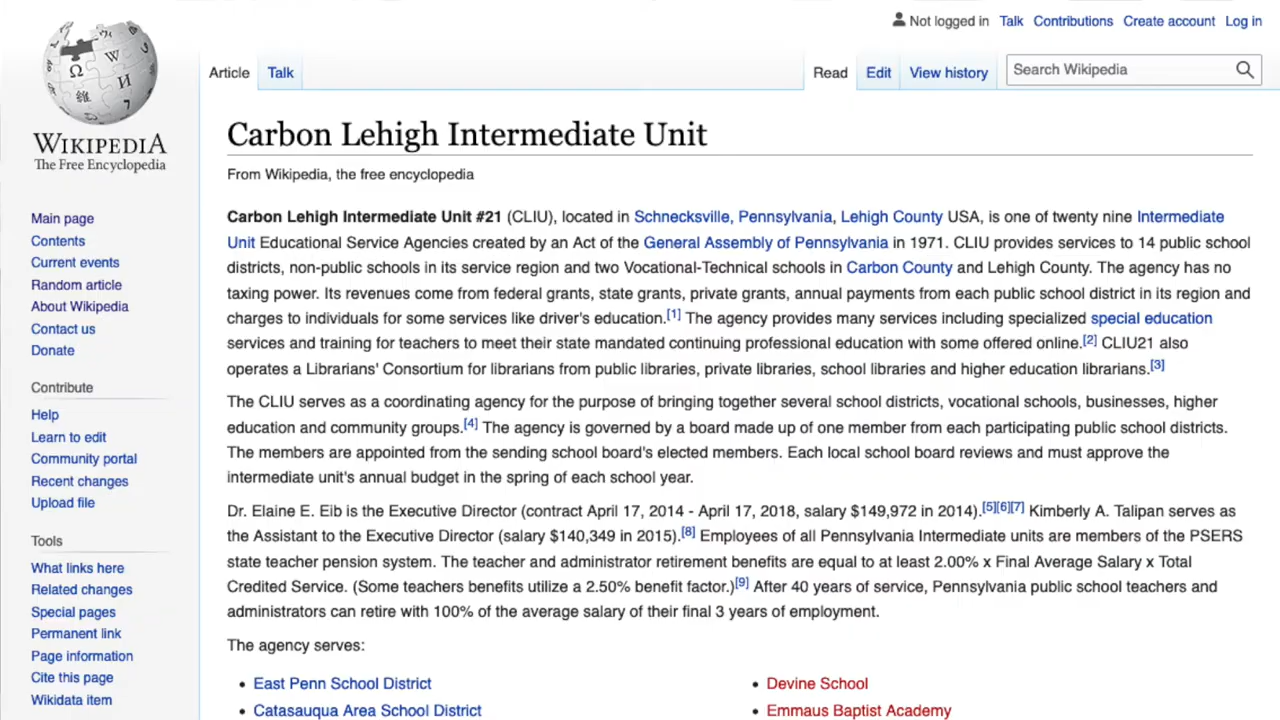 Not logged in Talk Contributions Create account Log in
Article Talk Read Edit View history Search Wikipedia
WIKIPEDIA
The Free Encyclopedia
Main page
Contents
Current events
Random article
About Wikipedia
Contact us
Donate
Contribute
Help
Learn to edit
Community portal
Recent changes
Upload file
Tools
What links here
Related changes
Special pages
Permanent link
Page information
Cite this page
Wikidata item
Carbon Lehigh Intermediate Unit
From Wikipedia, the free encyclopedia
Carbon Lehigh Intermediate Unit #21 (CLIU), located in Schnecksville, Pennsylvania, Lehigh County USA, is one of twenty nine Intermediate
Unit Educational Service Agencies created by an Act of the General Assembly of Pennsylvania in 1971. CLIU provides services to 14 public school
districts, non-public schools in its service region and two Vocational-Technical schools in Carbon County and Lehigh County. The agency has no
taxing power. Its revenues come from federal grants, state grants, private grants, annual payments from each public school district in its region and
charges to individuals for some services like driver's education.[1] The agency provides many services including specialized special education
services and training for teachers to meet their state mandated continuing professional education with some offered online.[2] CLIU21 also
operates a Librarians' Consortium for librarians from public libraries, private libraries, school libraries and higher education librarians.[3]
The CLIU serves as a coordinating agency for the purpose of bringing together several school districts, vocational schools, businesses, higher
education and community groups.[4] The agency is governed by a board made up of one member from each participating public school districts.
The members are appointed from the sending school board's elected members. Each local school board reviews and must approve the
intermediate unit's annual budget in the spring of each school year.
Dr. Elaine E. Eib is the Executive Director (contract April 17, 2014 - April 17, 2018, salary $149,972 in 2014).[5][6][7] Kimberly A. Talipan serves as
the Assistant to the Executive Director (salary $140,349 in 2015).[8] Employees of all Pennsylvania Intermediate units are members of the PSERS
state teacher pension system. The teacher and administrator retirement benefits are equal to at least 2.00% x Final Average Salary x Total
Credited Service. (Some teachers benefits utilize a 2.50% benefit factor.)[9] After 40 years of service, Pennsylvania public school teachers and
administrators can retire with 100% of the average salary of their final 3 years of employment.
The agency serves:
• East Penn School District
• Catasauqua Area School District
• Devine School
• Emmaus Baptist Academy